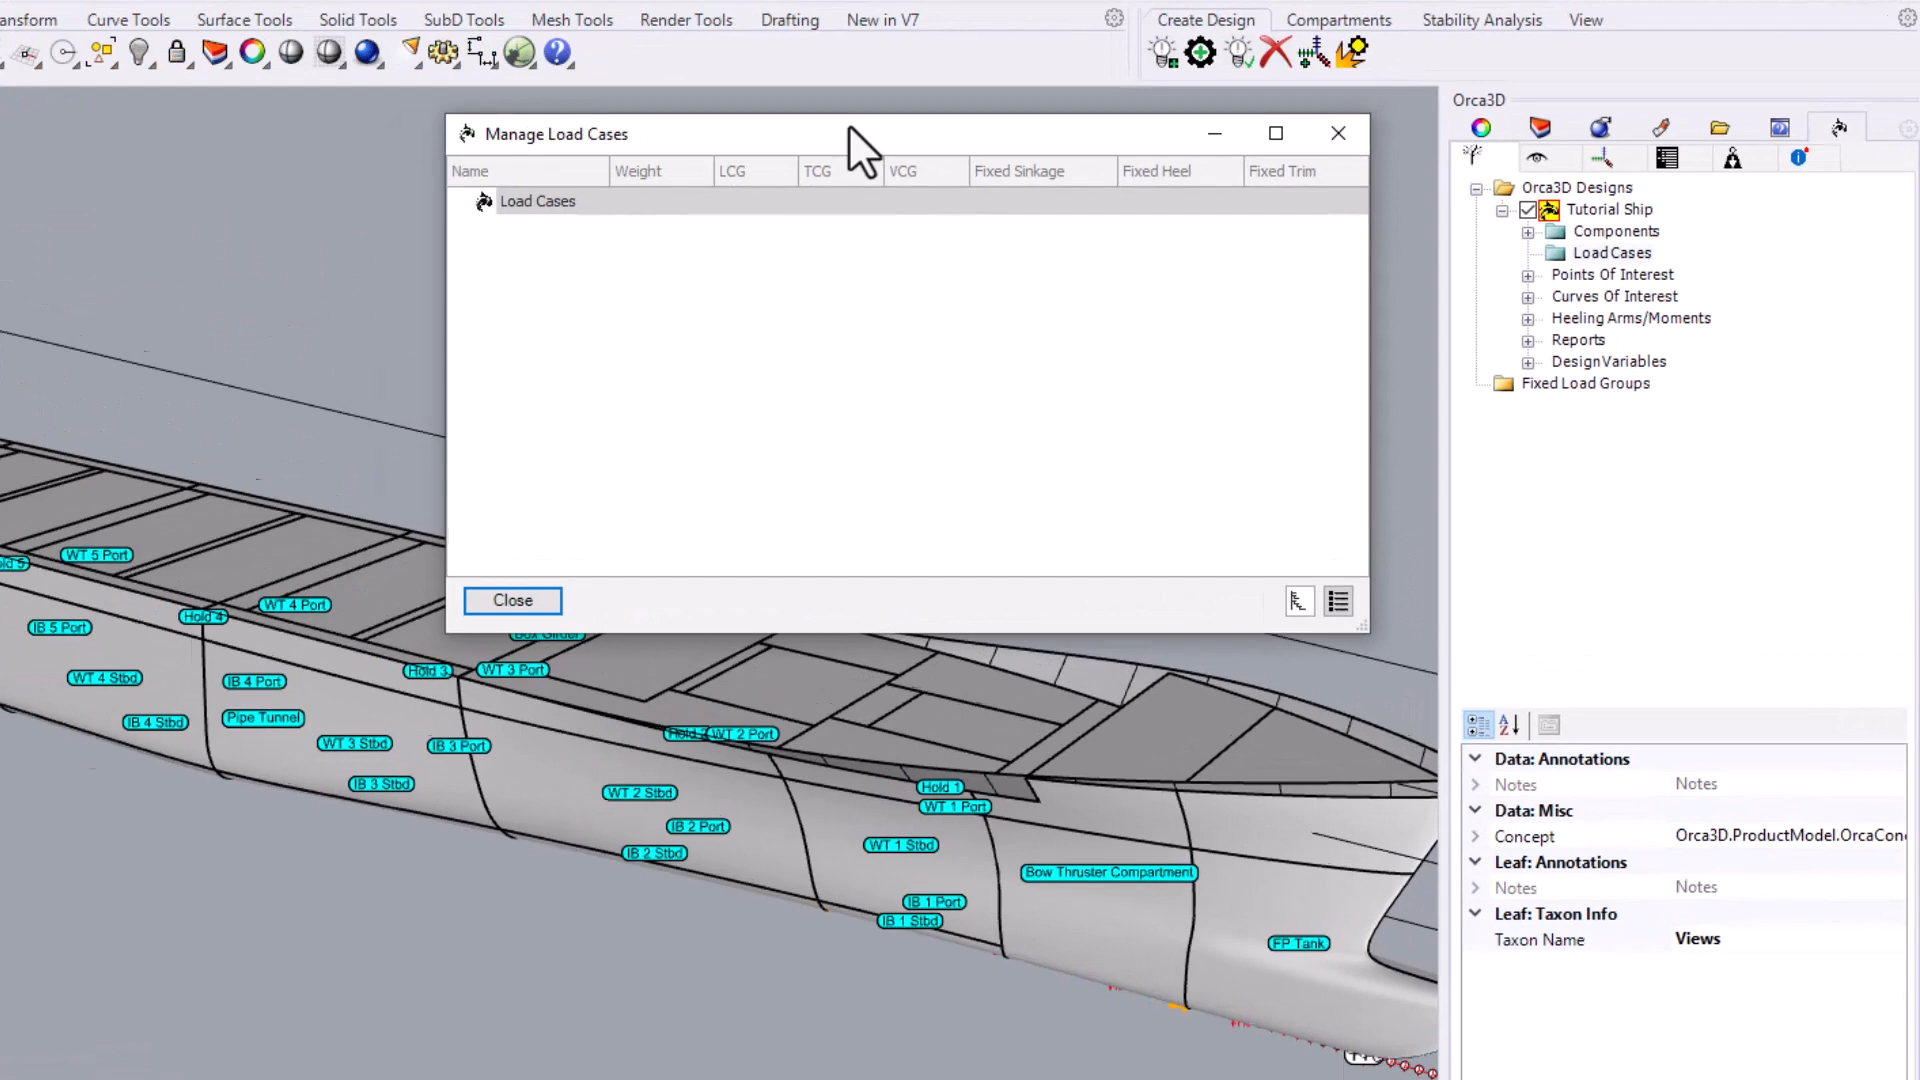 ansform Curve Tools Surface Tools Solid Tools SubD Tools Mesh Tools Render Tools Drafting New in V7
Create Design Compartments Stability Analysis View
Manage Load Cases
Name Weight LCG TCG VCG Fixed Sinkage Fixed Heel Fixed Trim
Load Cases
Close
Orca3D
Orca3D Designs
Tutorial Ship
Components
Load Cases
Points Of Interest
Curves Of Interest
Heeling Arms/Moments
Reports
Design Variables
Fixed Load Groups
Data: Annotations
Notes Notes
Data: Misc
Concept Orca3D.ProductModel.OrcaCon
Leaf: Annotations
Notes Notes
Leaf: Taxon Info
Taxon Name Views
WT 5 Port
old 5
WT 4 Port
Hold 4
IB 5 Port
Box Girder
WT 3 Port
Hold 3
WT 4 Stbd
IB 4 Port
IB 4 Stbd
Pipe Tunnel
WT 3 Stbd
IB 3 Port
Hold 2
WT 2 Port
IB 3 Stbd
WT 2 Stbd
Hold 1
WT 1 Port
IB 2 Port
IB 2 Stbd
WT 1 Stbd
Bow Thruster Compartment
IB 1 Port
IB 1 Stbd
FP Tank